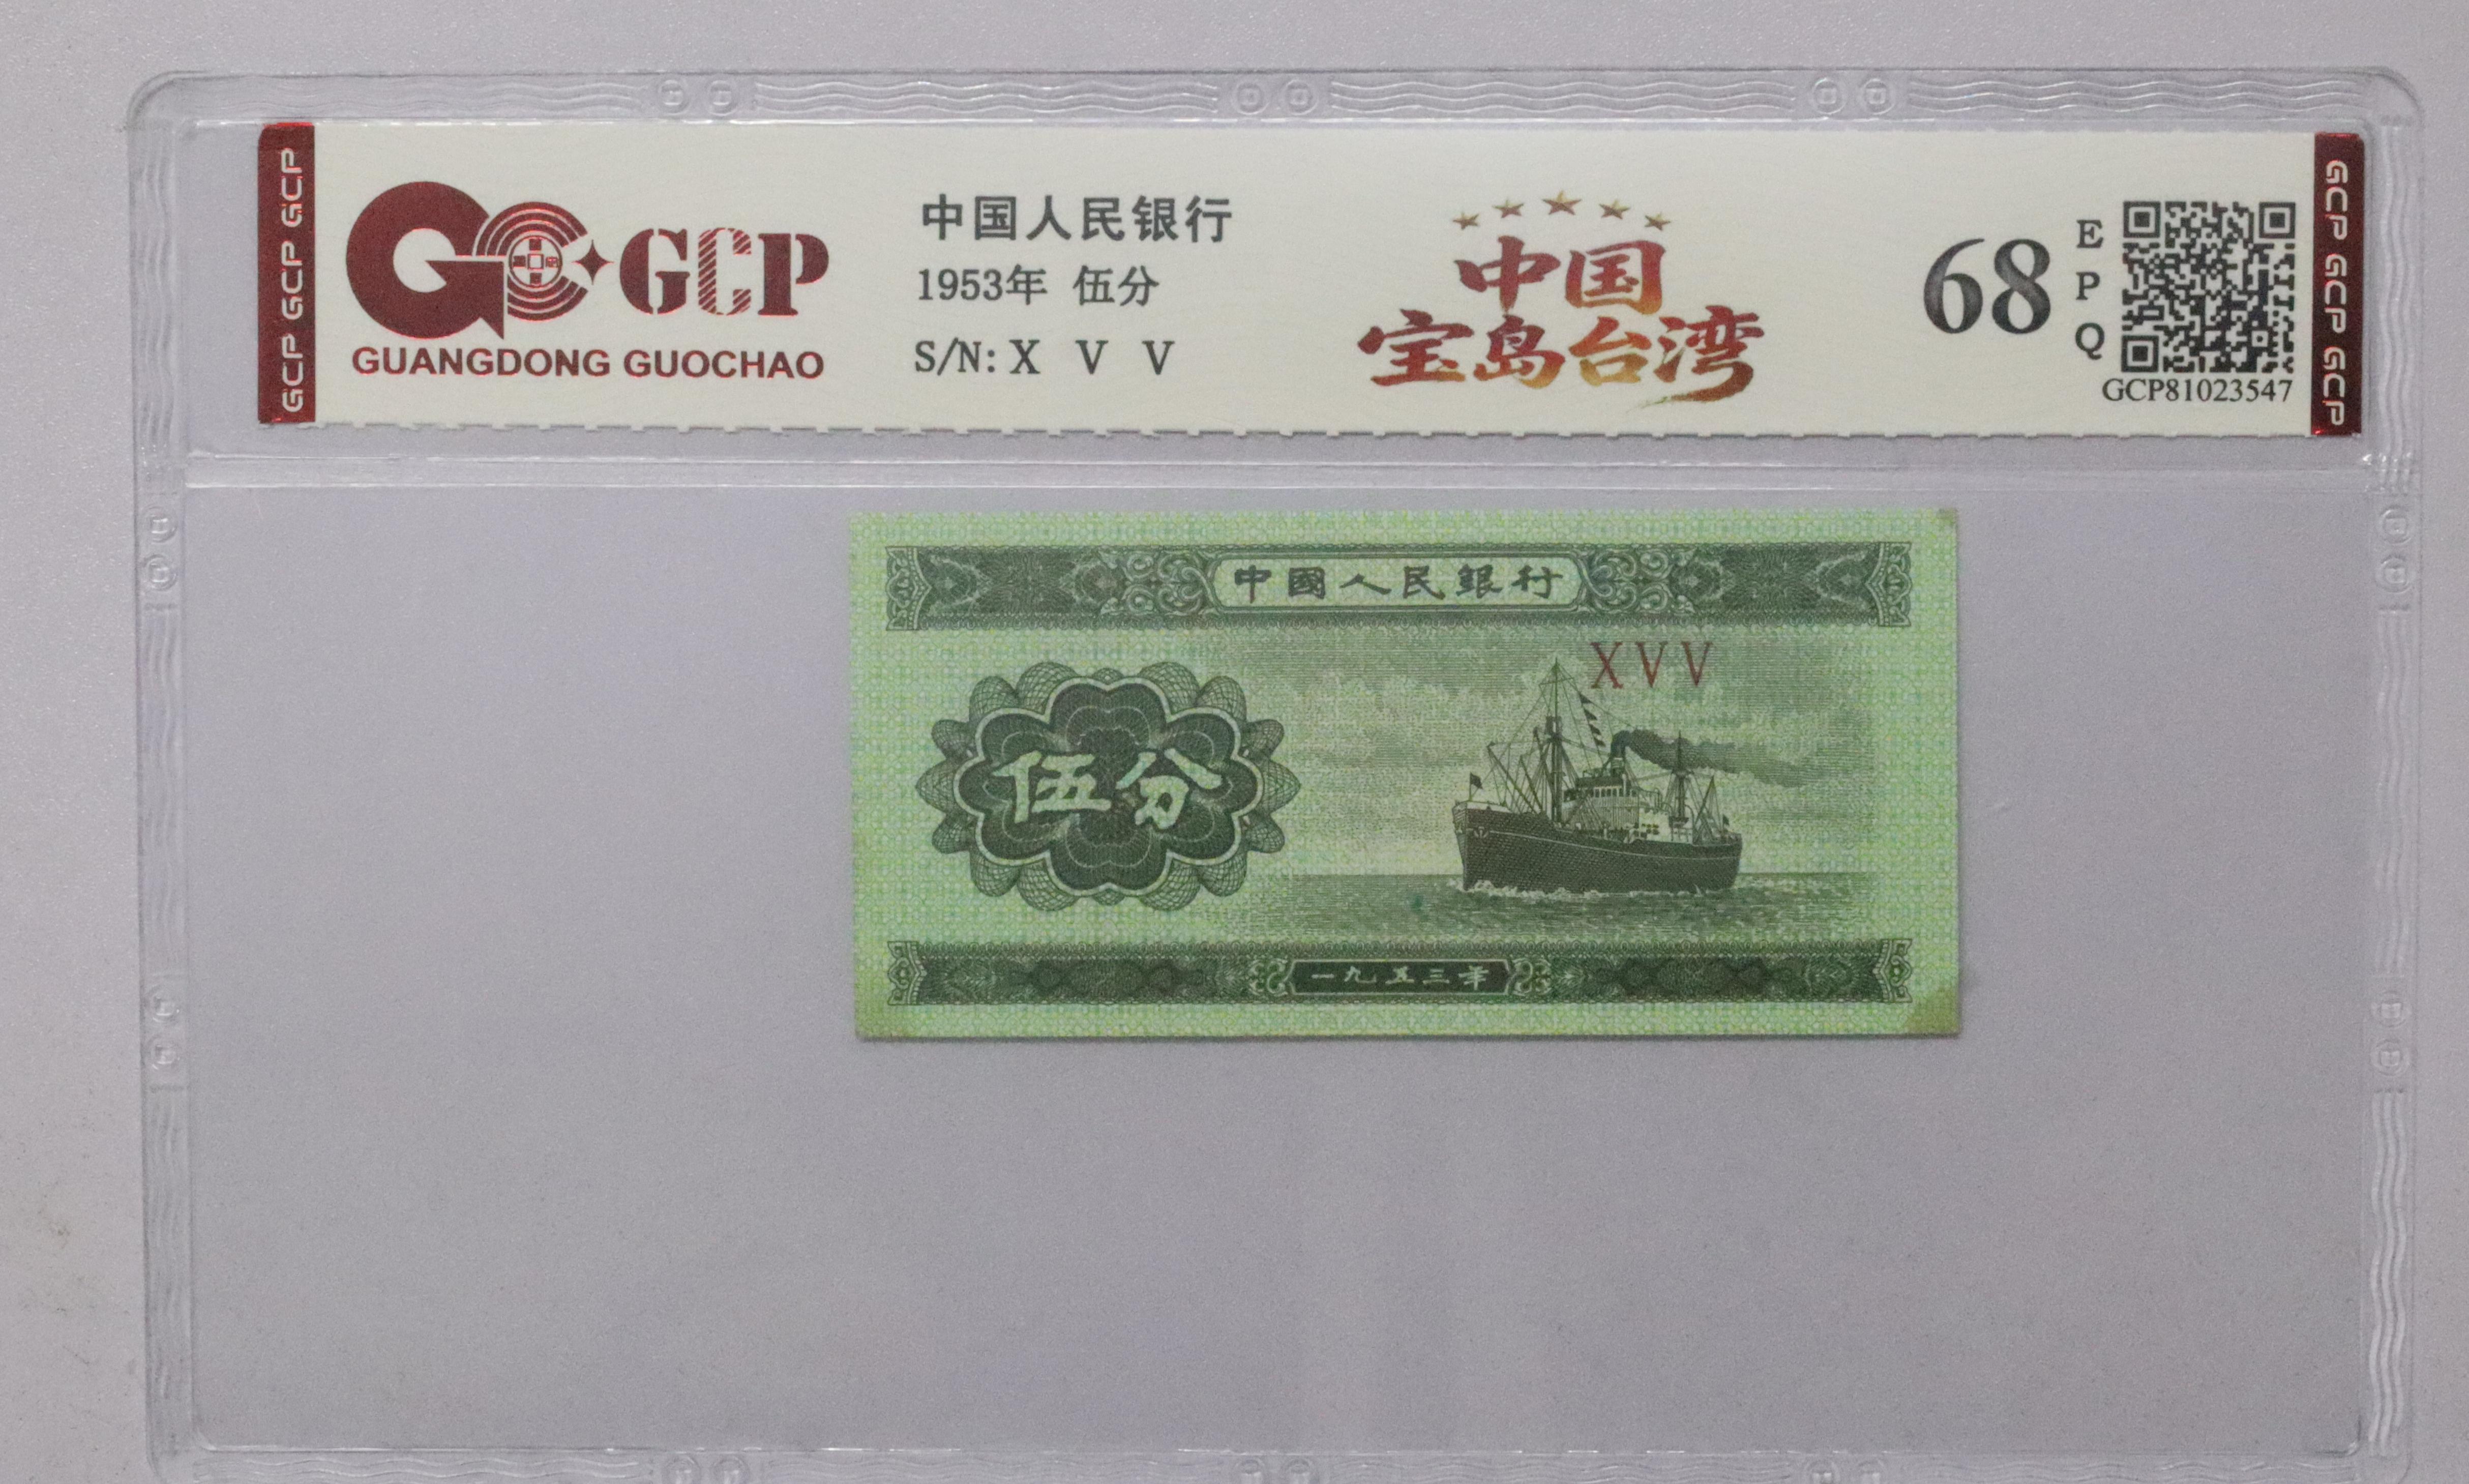 GCP GCP GCP
GCP
GUANGDONG GUOCHAO
中国人民银行
1953年 伍分
S/N: X V V
中国
宝岛台湾
68
E
P
Q
GCP81023547
GCP GCP GCP
中國人民銀行
XVV
伍分
一九五三年